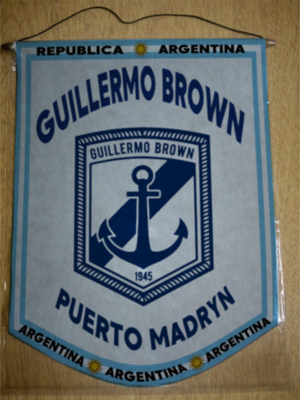 REPUBLICA ARGENTINA
GUILLERMO BROWN
GUILLERMO BROWN
1945
PUERTO MADRYN
ARGENTINA ARGENTINA ARGENTINA